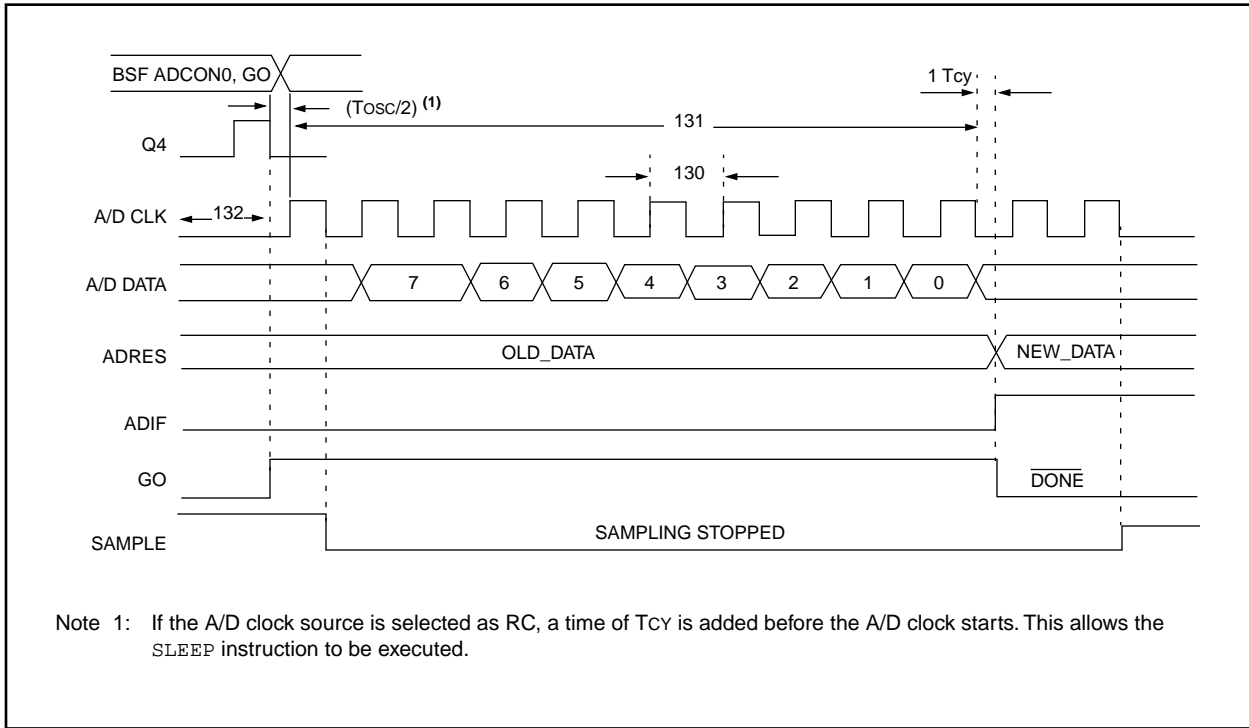 BSF ADCON0, GO
1 Tcy
(TOSC/2) (1)
131
Q4
130
A/D CLK
132
A/D DATA
7 6 5 4 3 2 1 0
ADRES
OLD_DATA
NEW_DATA
ADIF
GO
DONE
SAMPLE
SAMPLING STOPPED
Note 1: If the A/D clock source is selected as RC, a time of TCY is added before the A/D clock starts. This allows the
SLEEP instruction to be executed.